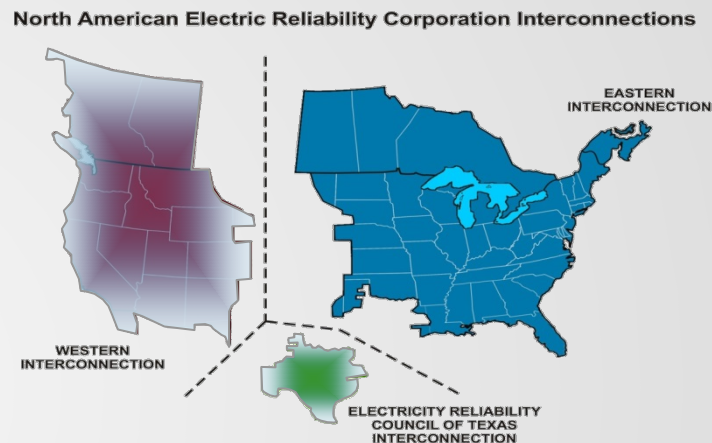 North American Electric Reliability Corporation Interconnections
EASTERN
INTERCONNECTION
WESTERN
INTERCONNECTION
ELECTRICITY RELIABILITY
COUNCIL OF TEXAS
INTERCONNECTION